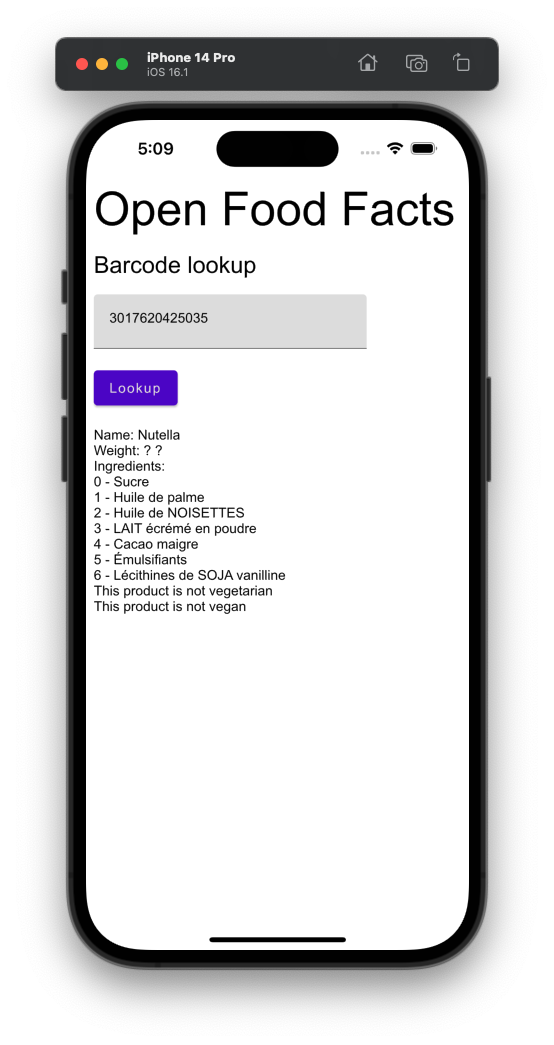 iPhone 14 Pro
iOS 16.1
5:09
Open Food Facts
Barcode lookup
3017620425035
Lookup
Name: Nutella
Weight: ? ?
Ingredients:
0 - Sucre
1 - Huile de palme
2 - Huile de NOISETTES
3 - LAIT écrémé en poudre
4 - Cacao maigre
5 - Émulsifiants
6 - Lécithines de SOJA vanilline
This product is not vegetarian
This product is not vegan